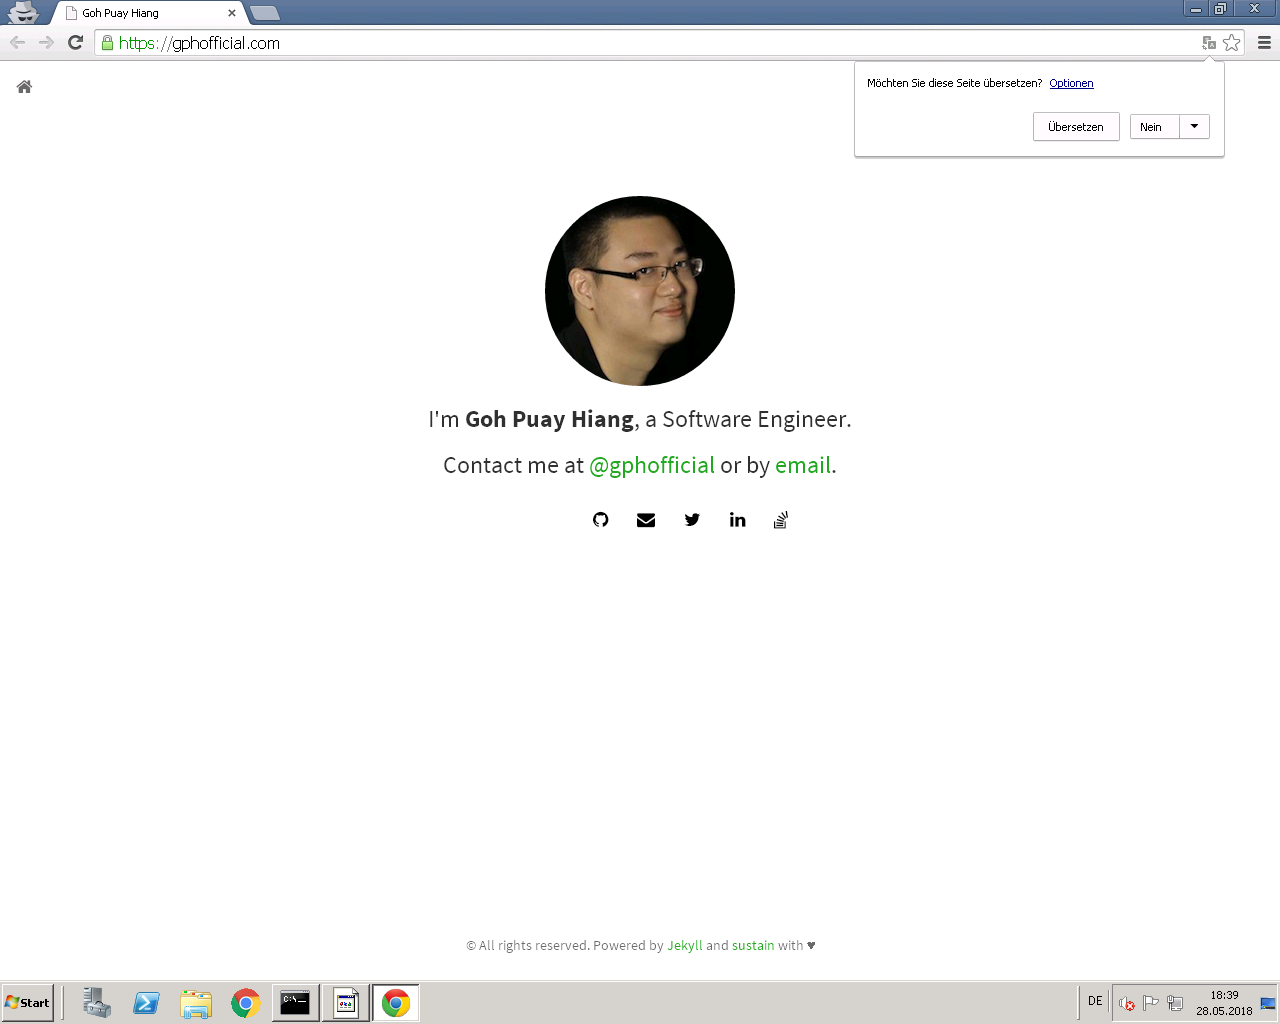 Goh Puay Hiang
https://gphofficial.com
Möchten Sie diese Seite übersetzen? Optionen
Übersetzen Nein
I'm Goh Puay Hiang, a Software Engineer.
Contact me at @gphofficial or by email.
© All rights reserved. Powered by Jekyll and sustain with ♥
Start
C:\_
DE
18:39
28.05.2018